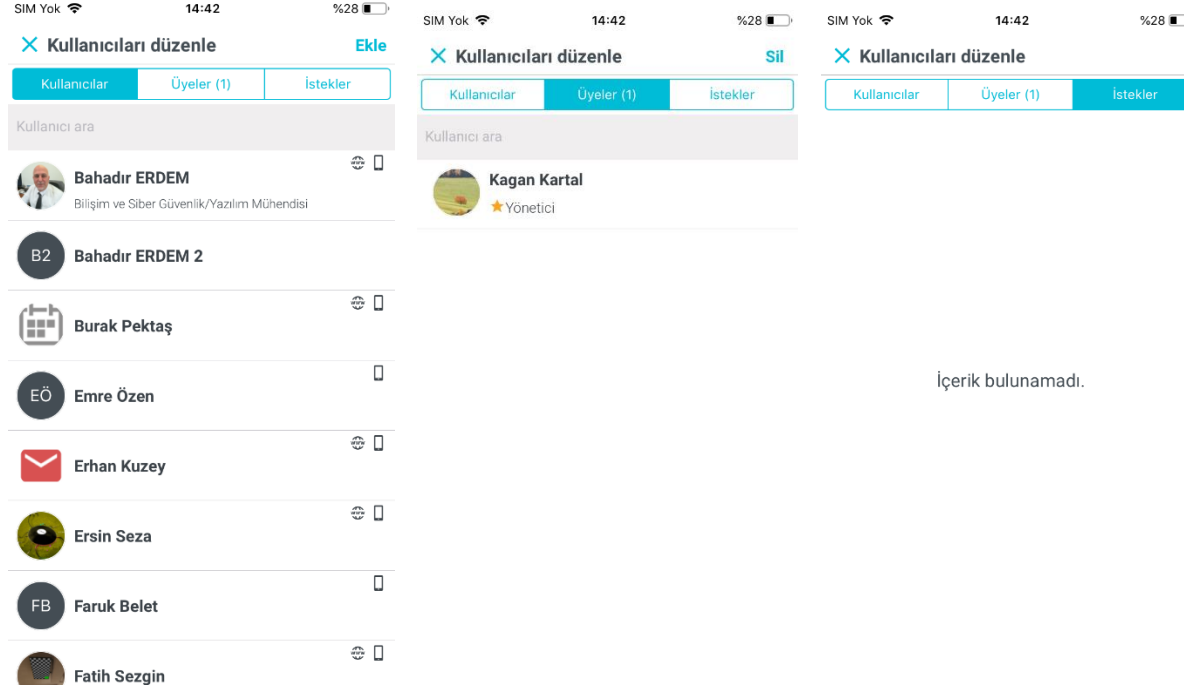 SIM Yok 14:42 %28
Kullanıcıları düzenle Ekle
Kullanıcılar Üyeler (1) İstekler
Kullanıcı ara
Bahadır ERDEM
Bilişim ve Siber Güvenlik/Yazılım Mühendisi
B2 Bahadır ERDEM 2
Burak Pektaş
EÖ Emre Özen
Erhan Kuzey
Ersin Seza
FB Faruk Belet
Fatih Sezgin
SIM Yok 14:42 %28
Kullanıcıları düzenle Sil
Kullanıcılar Üyeler (1) İstekler
Kullanıcı ara
Kagan Kartal
Yönetici
SIM Yok 14:42 %28
Kullanıcıları düzenle
Kullanıcılar Üyeler (1) İstekler
İçerik bulunamadı.